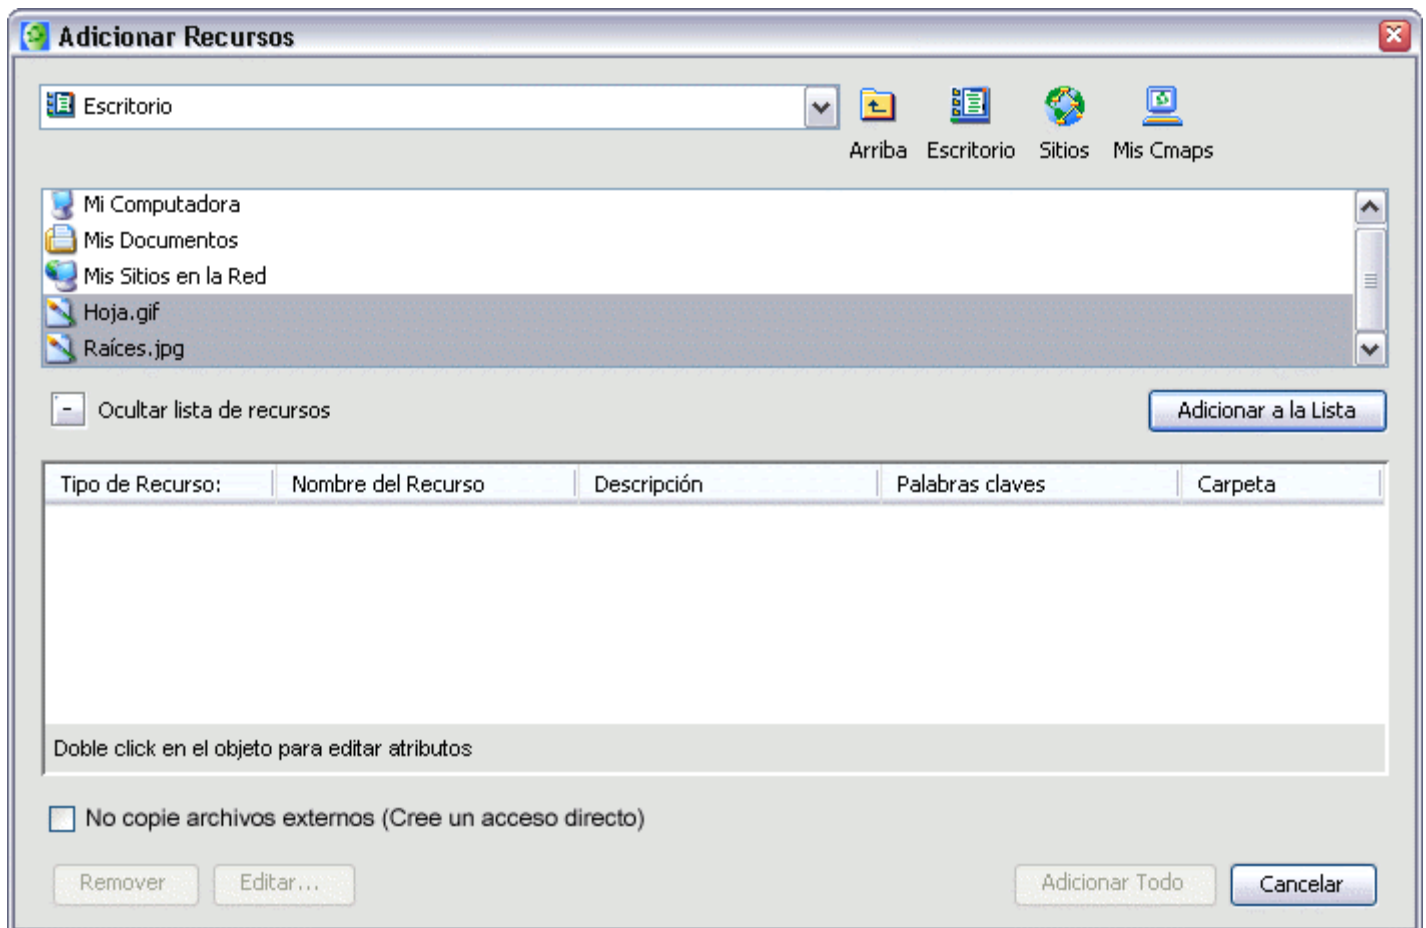 Adicionar Recursos
Escritorio
Arriba Escritorio Sitios Mis Cmaps
Mi Computadora
Mis Documentos
Mis Sitios en la Red
Hoja.gif
Raíces.jpg
- Ocultar lista de recursos Adicionar a la Lista
Tipo de Recurso: Nombre del Recurso Descripción Palabras claves Carpeta
Doble click en el objeto para editar atributos
No copie archivos externos (Cree un acceso directo)
Remover Editar... Adicionar Todo Cancelar